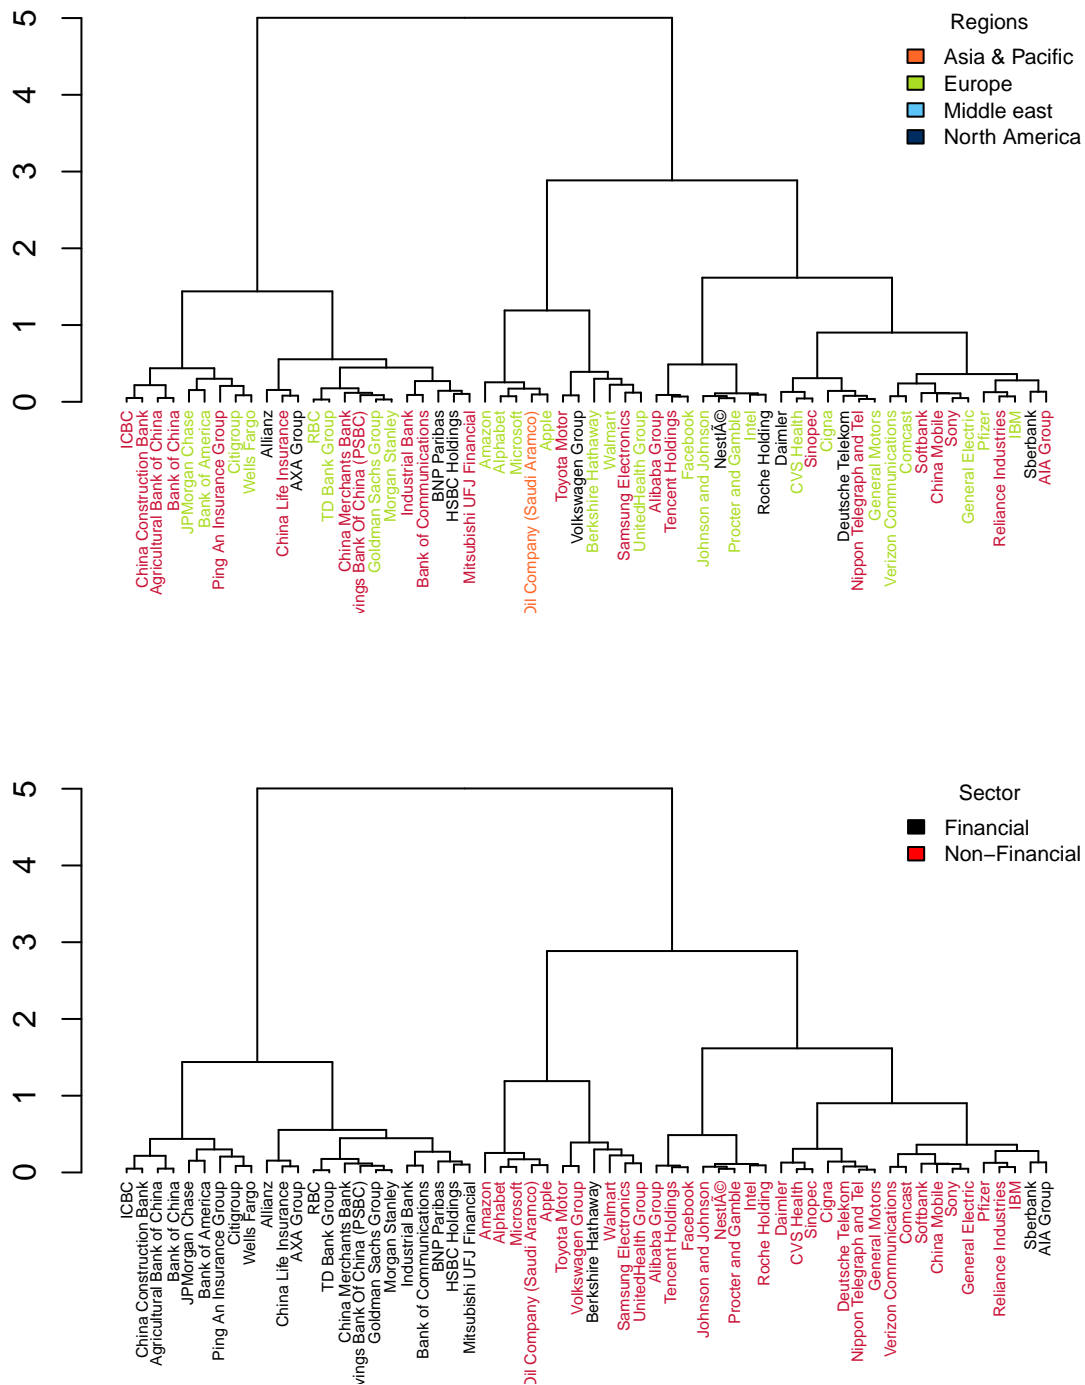 Regions
Asia & Pacific
Europe
Middle east
North America
5
4
3
2
1
0
ICBC
China Construction Bank
Agricultural Bank of China
Bank of China
JPMorgan Chase
Bank of America
Ping An Insurance Group
Citigroup
Wells Fargo
Allianz
China Life Insurance
AXA Group
RBC
TD Bank Group
China Merchants Bank
vings Bank Of China (PSBC)
Goldman Sachs Group
Morgan Stanley
Industrial Bank
Bank of Communications
BNP Paribas
HSBC Holdings
Mitsubishi UFJ Financial
Amazon
Alphabet
Microsoft
Oil Company (Saudi Aramco)
Apple
Toyota Motor
Volkswagen Group
Berkshire Hathaway
Walmart
Samsung Electronics
UnitedHealth Group
Alibaba Group
Tencent Holdings
Facebook
Johnson and Johnson
NestlÃ©
Procter and Gamble
Intel
Roche Holding
Daimler
CVS Health
Sinopec
Cigna
Deutsche Telekom
Nippon Telegraph and Tel
General Motors
Verizon Communications
Comcast
Softbank
China Mobile
Sony
General Electric
Pfizer
Reliance Industries
IBM
Sberbank
AIA Group
Sector
Financial
Non−Financial
5
4
3
2
1
0
ICBC
China Construction Bank
Agricultural Bank of China
Bank of China
JPMorgan Chase
Bank of America
Ping An Insurance Group
Citigroup
Wells Fargo
Allianz
China Life Insurance
AXA Group
RBC
TD Bank Group
China Merchants Bank
vings Bank Of China (PSBC)
Goldman Sachs Group
Morgan Stanley
Industrial Bank
Bank of Communications
BNP Paribas
HSBC Holdings
Mitsubishi UFJ Financial
Amazon
Alphabet
Microsoft
Oil Company (Saudi Aramco)
Apple
Toyota Motor
Volkswagen Group
Berkshire Hathaway
Walmart
Samsung Electronics
UnitedHealth Group
Alibaba Group
Tencent Holdings
Facebook
Johnson and Johnson
NestlÃ©
Procter and Gamble
Intel
Roche Holding
Daimler
CVS Health
Sinopec
Cigna
Deutsche Telekom
Nippon Telegraph and Tel
General Motors
Verizon Communications
Comcast
Softbank
China Mobile
Sony
General Electric
Pfizer
Reliance Industries
IBM
Sberbank
AIA Group